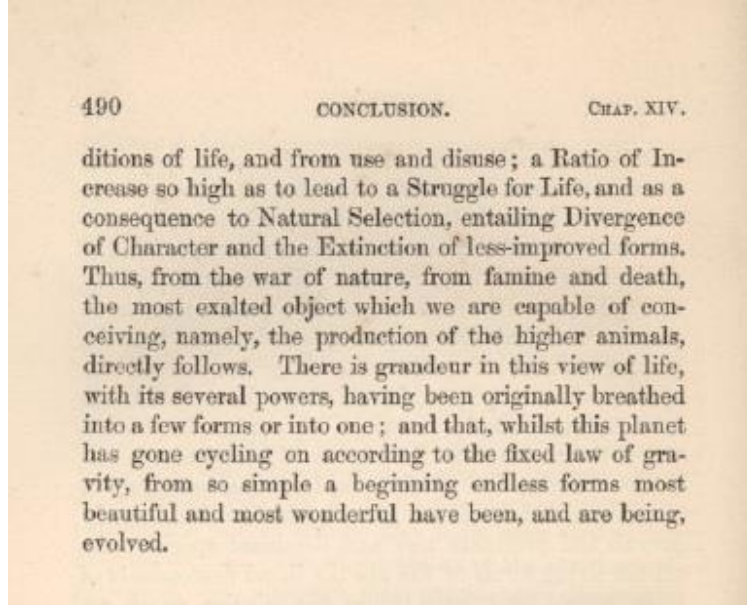 490 CONCLUSION. CHAP. XIV.
ditions of life, and from use and disuse; a Ratio of In-
crease so high as to lead to a Struggle for Life, and as a
consequence to Natural Selection, entailing Divergence
of Character and the Extinction of less-improved forms.
Thus, from the war of nature, from famine and death,
the most exalted object which we are capable of con-
ceiving, namely, the production of the higher animals,
directly follows. There is grandeur in this view of life,
with its several powers, having been originally breathed
into a few forms or into one; and that, whilst this planet
has gone cycling on according to the fixed law of gra-
vity, from so simple a beginning endless forms most
beautiful and most wonderful have been, and are being,
evolved.